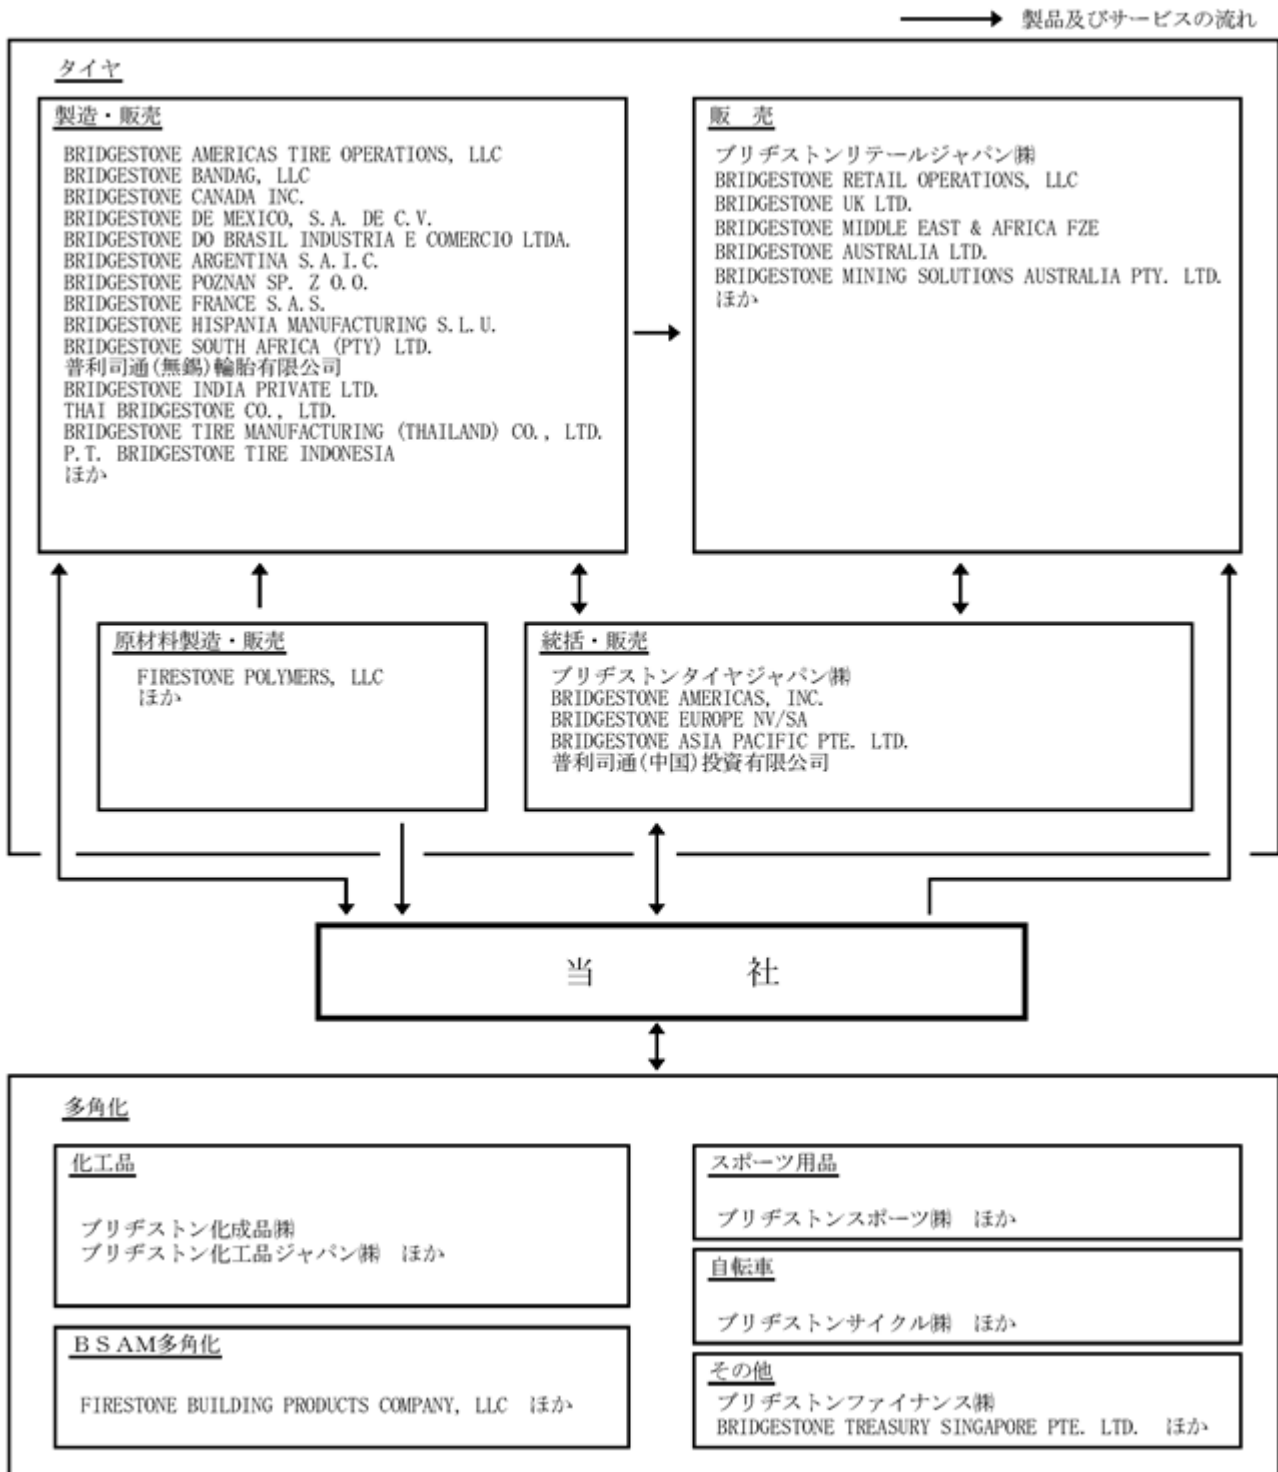 製品及びサービスの流れ
タイヤ
製造・販売
BRIDGESTONE AMERICAS TIRE OPERATIONS, LLC
BRIDGESTONE BANDAG, LLC
BRIDGESTONE CANADA INC.
BRIDGESTONE DE MEXICO, S.A. DE C.V.
BRIDGESTONE DO BRASIL INDUSTRIA E COMERCIO LTDA.
BRIDGESTONE ARGENTINA S.A.I.C.
BRIDGESTONE POZNAN SP. Z O.O.
BRIDGESTONE FRANCE S.A.S.
BRIDGESTONE HISPANIA MANUFACTURING S.L.U.
BRIDGESTONE SOUTH AFRICA (PTY) LTD.
普利司通(無錫)輪胎有限公司
BRIDGESTONE INDIA PRIVATE LTD.
THAI BRIDGESTONE CO., LTD.
BRIDGESTONE TIRE MANUFACTURING (THAILAND) CO., LTD.
P.T. BRIDGESTONE TIRE INDONESIA
ほか
販　売
ブリヂストンリテールジャパン㈱
BRIDGESTONE RETAIL OPERATIONS, LLC
BRIDGESTONE UK LTD.
BRIDGESTONE MIDDLE EAST & AFRICA FZE
BRIDGESTONE AUSTRALIA LTD.
BRIDGESTONE MINING SOLUTIONS AUSTRALIA PTY. LTD.
ほか
原材料製造・販売
FIRESTONE POLYMERS, LLC
ほか
統括・販売
ブリヂストンタイヤジャパン㈱
BRIDGESTONE AMERICAS, INC.
BRIDGESTONE EUROPE NV/SA
BRIDGESTONE ASIA PACIFIC PTE. LTD.
普利司通(中国)投資有限公司
当　社
多角化
化工品
ブリヂストン化成品㈱
ブリヂストン化工品ジャパン㈱　ほか
ＢＳＡＭ多角化
FIRESTONE BUILDING PRODUCTS COMPANY, LLC　ほか
スポーツ用品
ブリヂストンスポーツ㈱　ほか
自転車
ブリヂストンサイクル㈱　ほか
その他
ブリヂストンファイナンス㈱
BRIDGESTONE TREASURY SINGAPORE PTE. LTD.　ほか